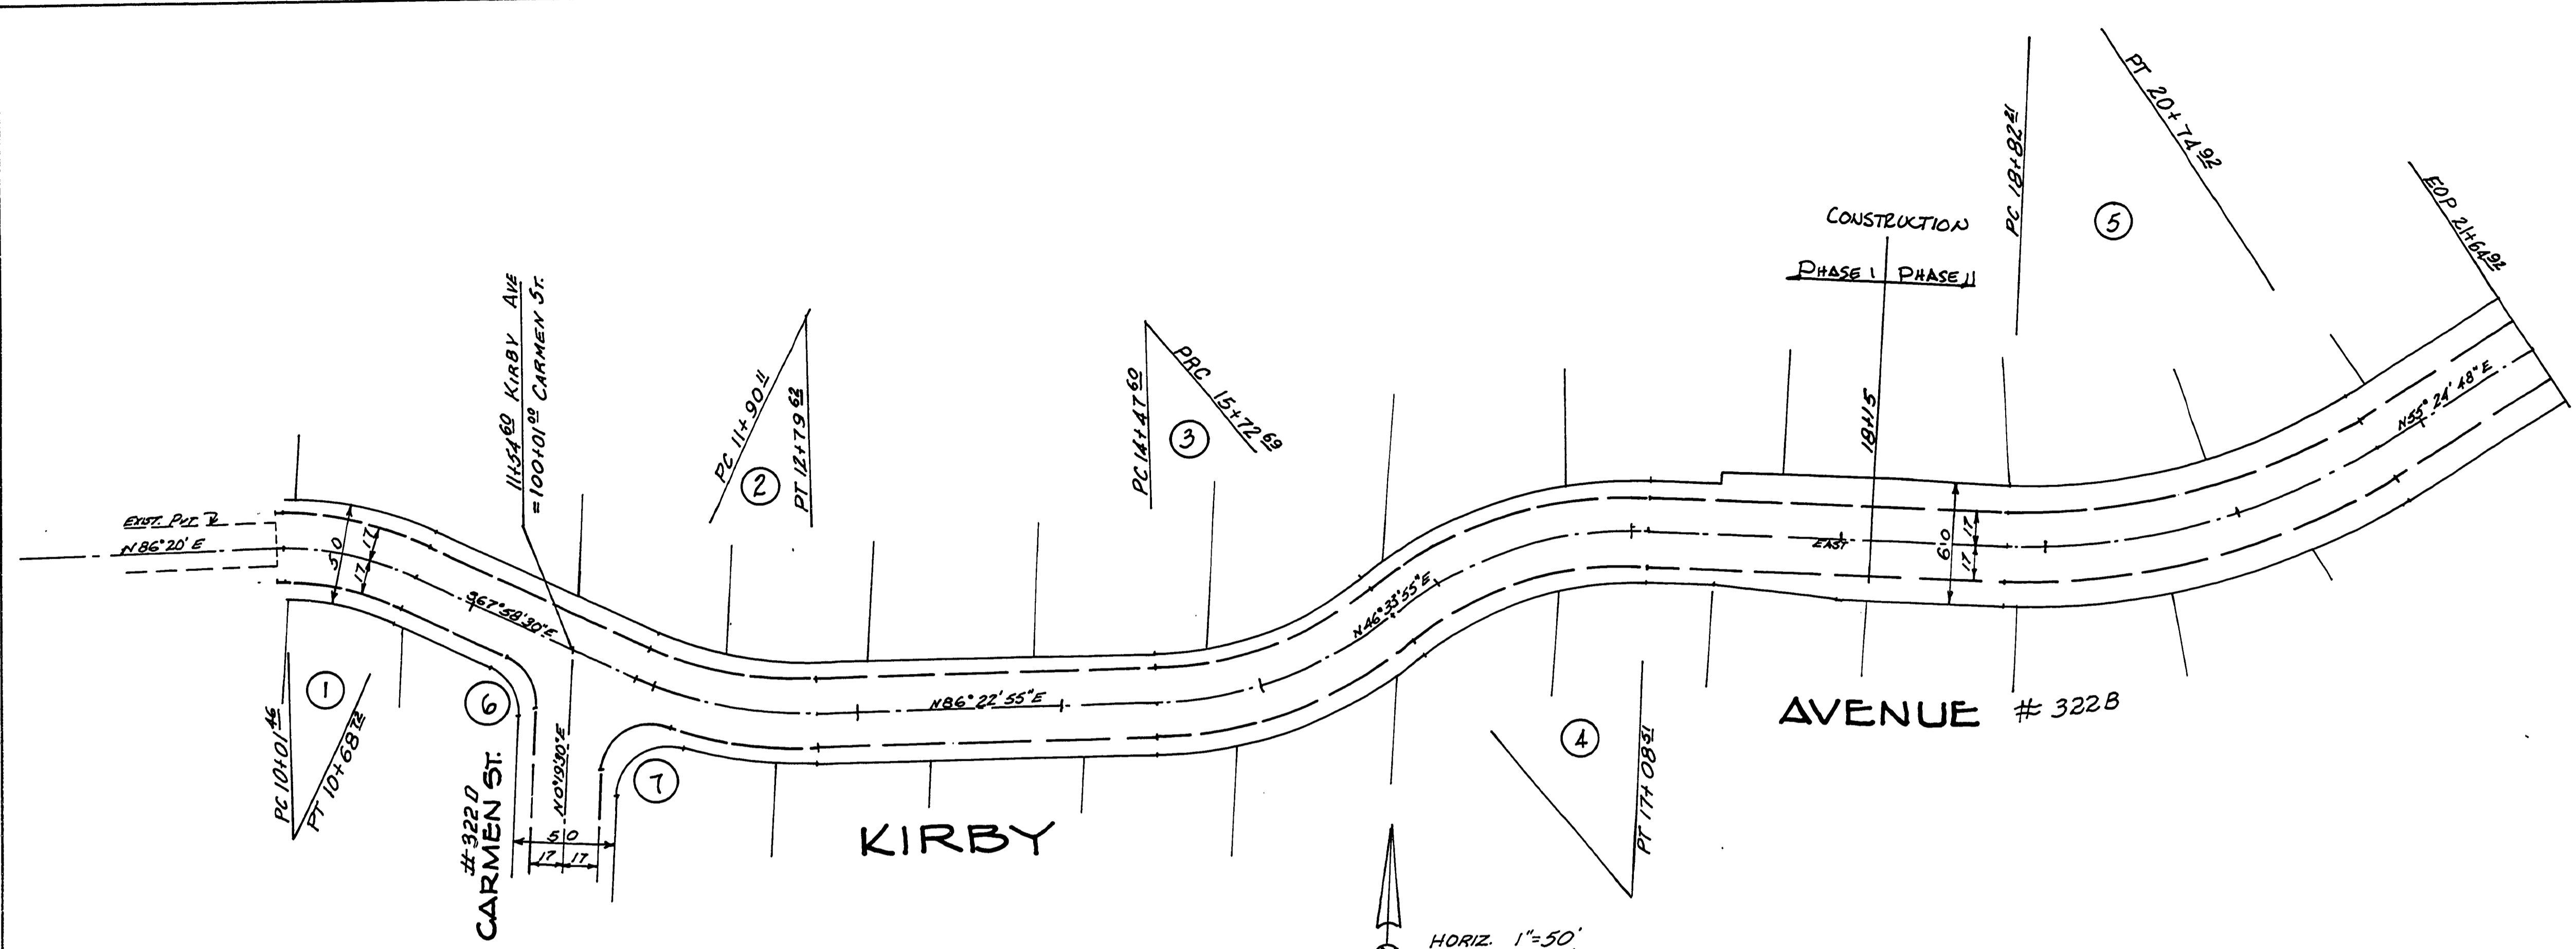 EXIST. PVT. ℄
N 86° 20' E
50
17
17
S67°58'30"E
PC 10+01 46
PT 10+68 72
1
11+54 60 KIRBY AVE
=100+01 00 CARMEN ST.
6
7
#322D
CARMEN ST.
N0°19'30"E
50
17 17
PC 11+90 11
PT 12+79 62
2
N86°22'55"E
KIRBY
PC 14+47 60
PRC 15+72 69
3
N46°33'55"E
4
PT 17+08 51
HORIZ. 1"=50'
CONSTRUCTION
PHASE I PHASE II
18+15
EAST
60
17
17
AVENUE # 322B
PC 18+82 21
5
PT 20+74 92
EOP 21+64 92
N55°24'48"E